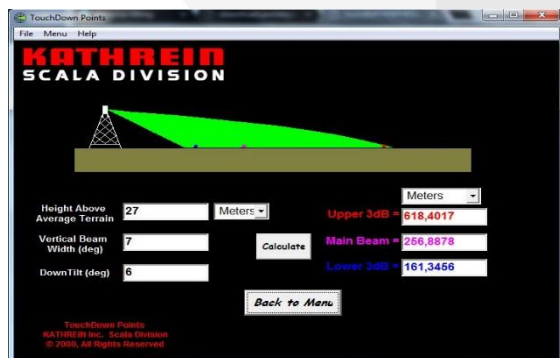 TouchDown Points
File Menu Help
KATHREIN
SCALA DIVISION
Meters
Height Above
Average Terrain
27
Meters
Upper 3dB = 618,4017
Vertical Beam
Width (deg)
7
Calculate
Main Beam = 256,8878
DownTilt (deg)
6
Lower 3dB = 161,3456
Back to Menu
TouchDown Points
KATHREIN Inc. Scala Division
© 2000, All Rights Reserved